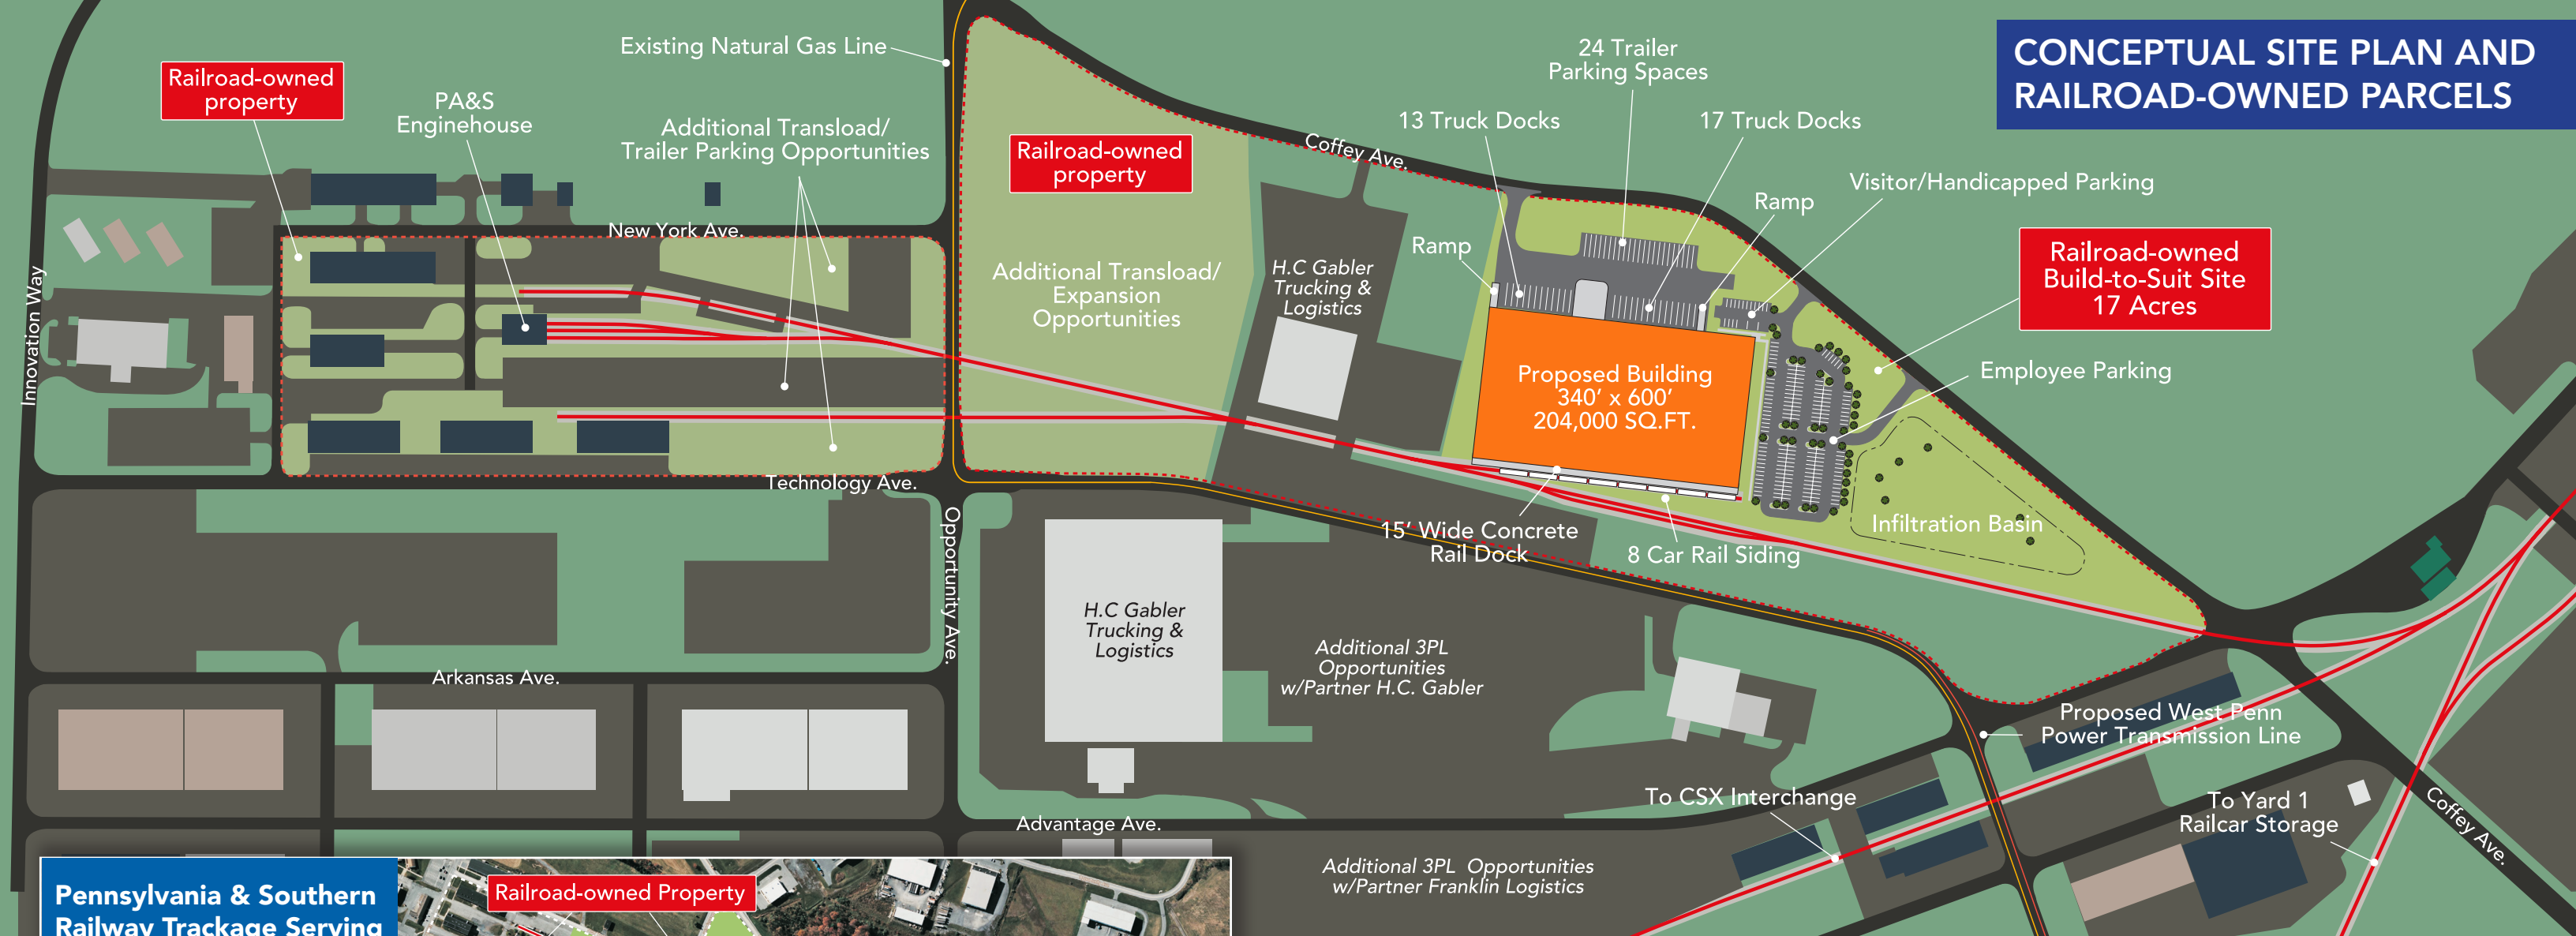 CONCEPTUAL SITE PLAN AND
RAILROAD-OWNED PARCELS
Existing Natural Gas Line
Railroad-owned
property
PA&S
Enginehouse
Additional Transload/
Trailer Parking Opportunities
Railroad-owned
property
Coffey Ave.
24 Trailer
Parking Spaces
13 Truck Docks
17 Truck Docks
Visitor/Handicapped Parking
Ramp
Ramp
Railroad-owned
Build-to-Suit Site
17 Acres
New York Ave.
Additional Transload/
Expansion
Opportunities
H.C Gabler
Trucking &
Logistics
Innovation Way
Employee Parking
Proposed Building
340’ x 600’
204,000 SQ.FT.
Technology Ave.
Opportunity Ave.
15’ Wide Concrete
Rail Dock
8 Car Rail Siding
Infiltration Basin
H.C Gabler
Trucking &
Logistics
Additional 3PL
Opportunities
w/Partner H.C. Gabler
Arkansas Ave.
Proposed West Penn
Power Transmission Line
To CSX Interchange
To Yard 1
Railcar Storage
Coffey Ave.
Advantage Ave.
Additional 3PL  Opportunities
w/Partner Franklin Logistics
Pennsylvania & Southern
Railway Trackage Serving
Railroad-owned Property